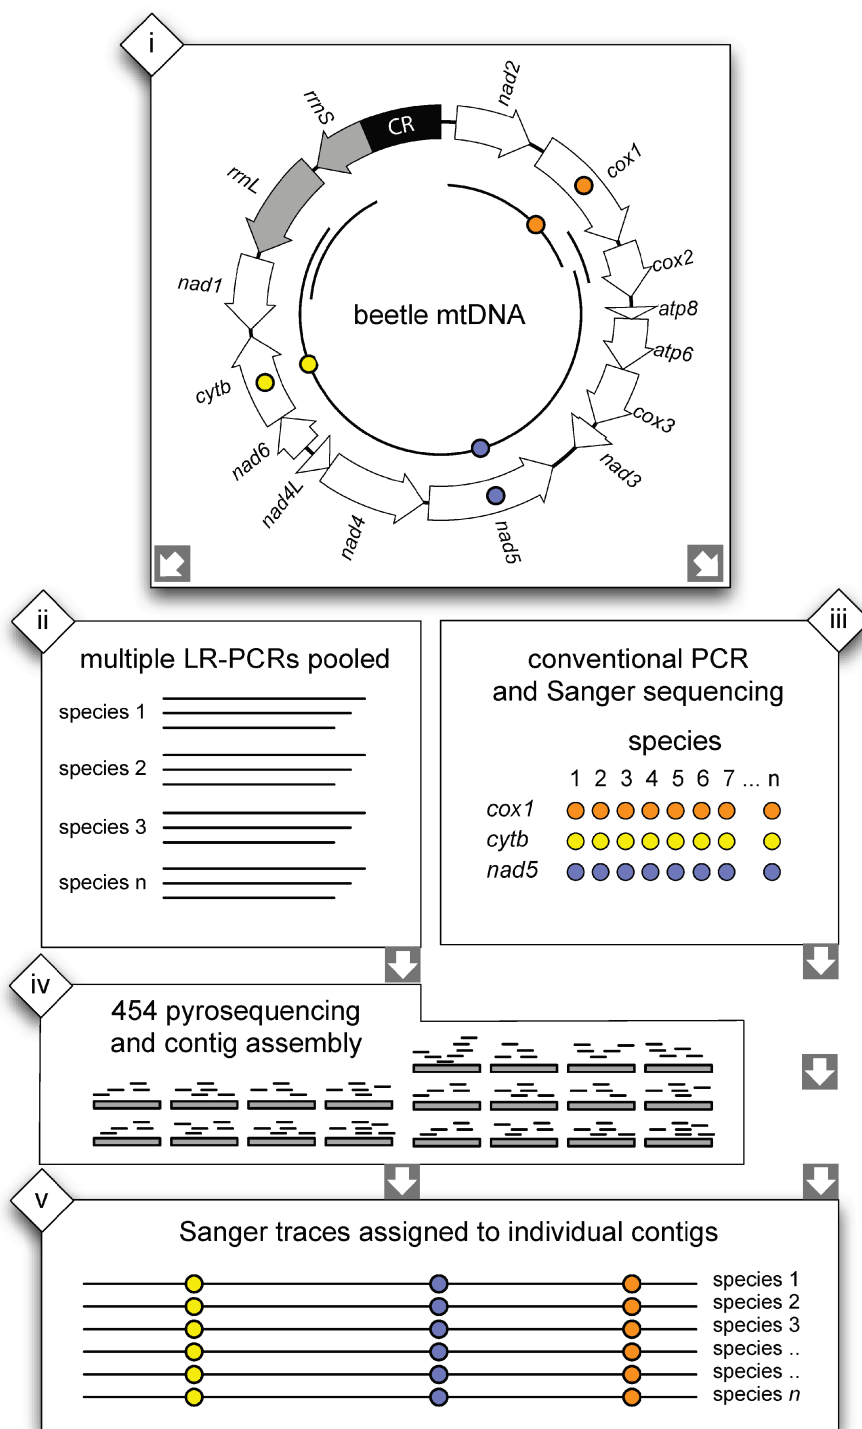 i
nad2
cox1
cox2
atp8
atp6
cox3
nad3
nad5
nad4
nad4L
nad6
cytb
nad1
rrnL
rrnS
CR
beetle mtDNA
ii
multiple LR-PCRs pooled
species 1
species 2
species 3
species n
iii
conventional PCR
and Sanger sequencing
species
1 2 3 4 5 6 7 ... n
cox1
cytb
nad5
iv
454 pyrosequencing
and contig assembly
v
Sanger traces assigned to individual contigs
species 1
species 2
species 3
species ..
species ..
species n